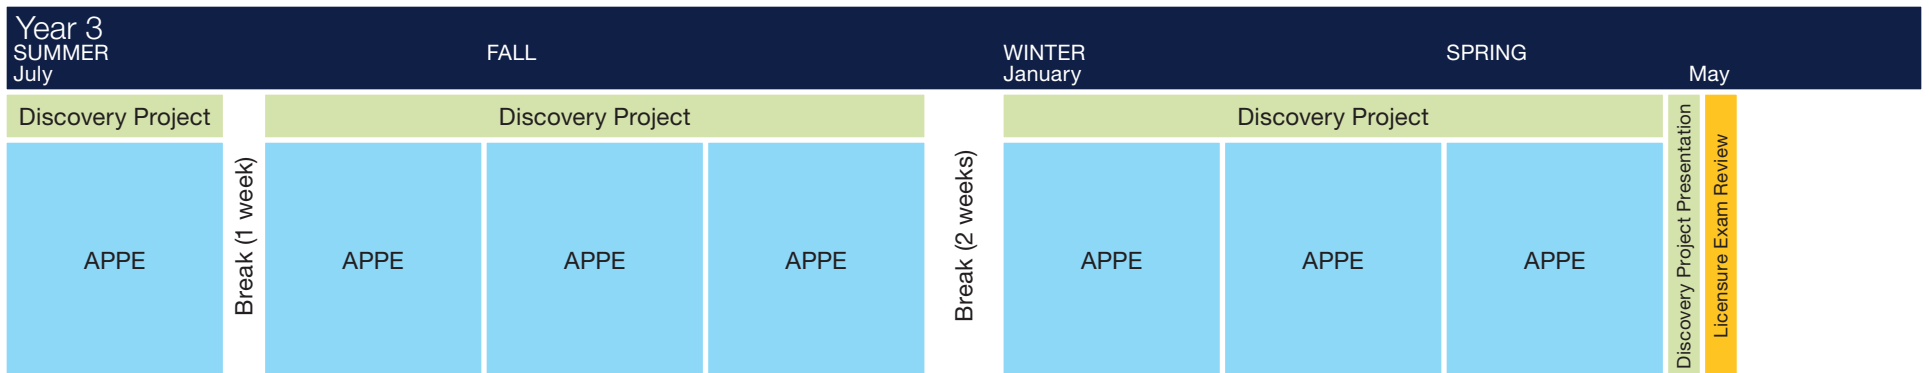 Year 3
SUMMER
FALL
WINTER
SPRING
July
January
May
Discovery Project
Break (1 week)
Discovery Project
Break (2 weeks)
Discovery Project
Discovery Project Presentation
Licensure Exam Review
APPE
APPE
APPE
APPE
APPE
APPE
APPE